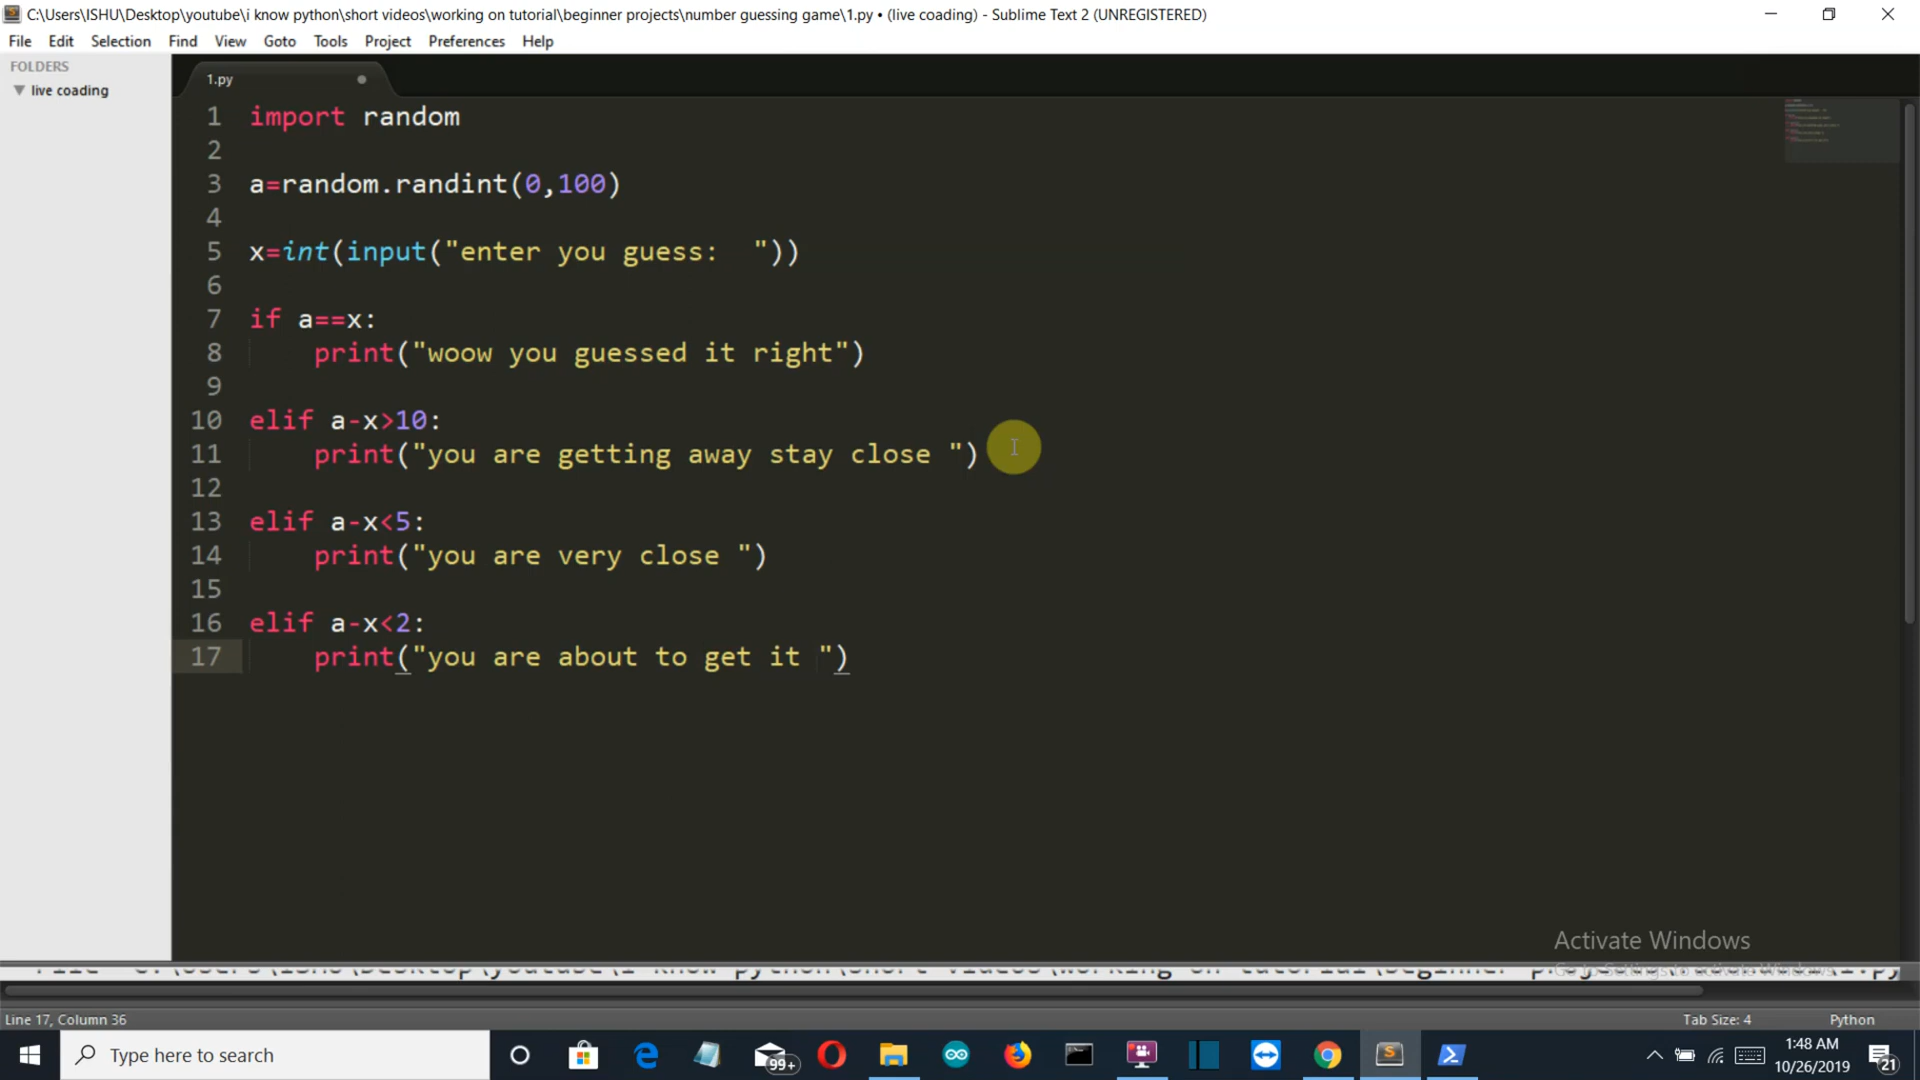 C:\Users\ISHU\Desktop\youtube\i know python\short videos\working on tutorial\beginner projects\number guessing game\1.py • (live coading) - Sublime Text 2 (UNREGISTERED)
File Edit Selection Find View Goto Tools Project Preferences Help
FOLDERS
live coading
1.py
1 import random
2
3 a=random.randint(0,100)
4
5 x=int(input("enter you guess:  "))
6
7 if a==x:
8     print("woow you guessed it right")
9
10 elif a-x>10:
11     print("you are getting away stay close ")
12
13 elif a-x<5:
14     print("you are very close ")
15
16 elif a-x<2:
17     print("you are about to get it ")
Activate Windows
Go to Settings to activate Windows.
Line 17, Column 36
Tab Size: 4 Python
Type here to search
99+
1:48 AM
10/26/2019
21